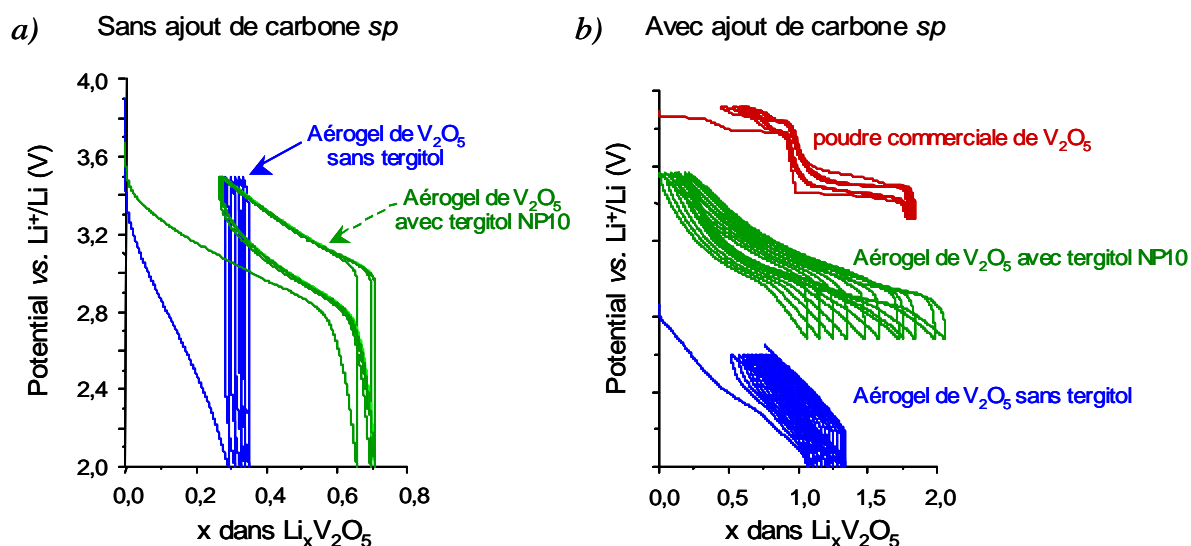 a) Sans ajout de carbone sp
b) Avec ajout de carbone sp
Potential vs. Li⁺/Li (V)
4,0
3,6
3,2
2,8
2,4
2,0
Aérogel de V₂O₅
sans tergitol
Aérogel de V₂O₅
avec tergitol NP10
0,0 0,2 0,4 0,6 0,8
x dans LiₓV₂O₅
Potential vs. Li⁺/Li (V)
poudre commerciale de V₂O₅
Aérogel de V₂O₅ avec tergitol NP10
Aérogel de V₂O₅ sans tergitol
0,0 0,5 1,0 1,5 2,0
x dans LiₓV₂O₅